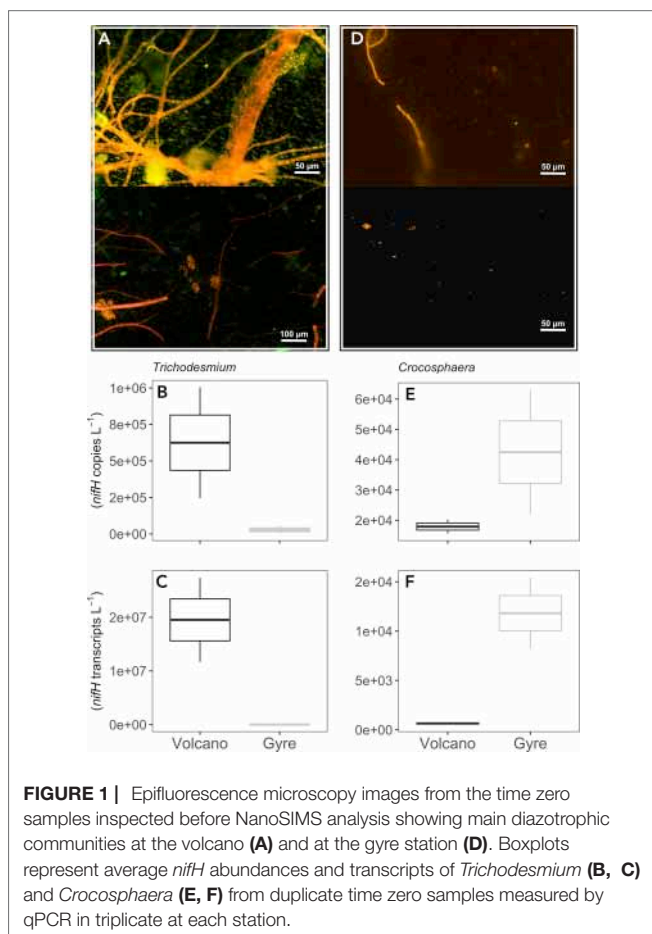 A
D
50 µm
50 µm
100 µm
50 µm
Trichodesmium
Crocosphaera
B
E
(nifH copies L⁻¹)
1e+06
8e+05
5e+05
2e+05
0e+00
6e+04
5e+04
4e+04
3e+04
2e+04
C
F
(nifH transcripts L⁻¹)
2e+07
1e+07
0e+00
2e+04
1e+04
5e+03
0e+00
Volcano Gyre
Volcano Gyre
FIGURE 1 | Epifluorescence microscopy images from the time zero
samples inspected before NanoSIMS analysis showing main diazotrophic
communities at the volcano (A) and at the gyre station (D). Boxplots
represent average nifH abundances and transcripts of Trichodesmium (B, C)
and Crocosphaera (E, F) from duplicate time zero samples measured by
qPCR in triplicate at each station.